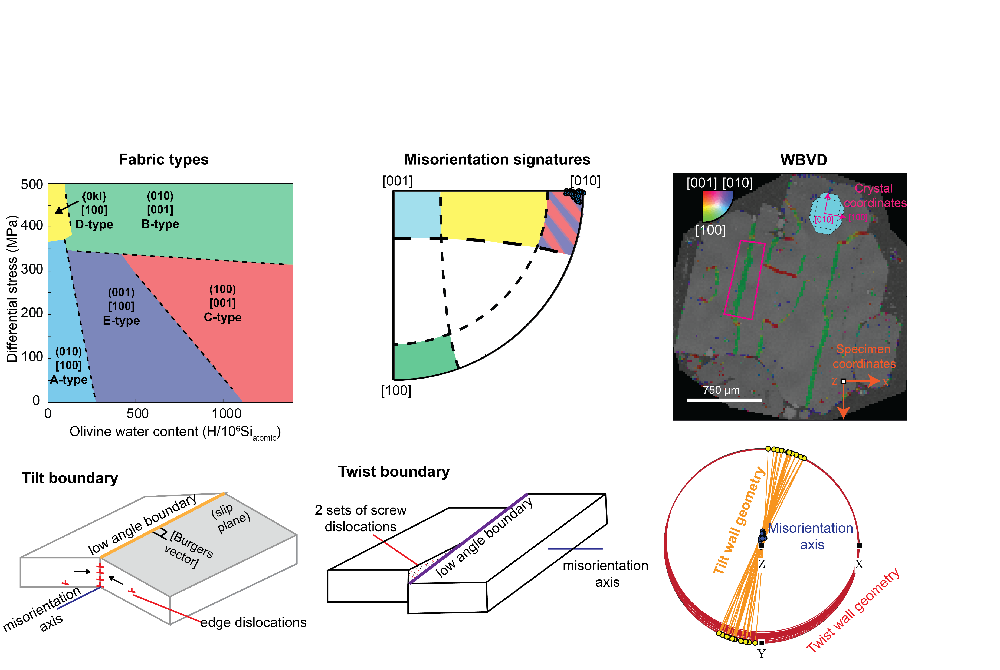 Fabric types
500
400
300
200
100
0
0
500
1000
Differential stress (MPa)
Olivine water content (H/10⁶Si atomic)
{0kl}
[100]
D-type
(010)
[001]
B-type
(001)
[100]
E-type
(100)
[001]
C-type
(010)
[100]
A-type
Misorientation signatures
[001]
[010]
[100]
WBVD
[001] [010]
[100]
Crystal
coordinates
[010]
[100]
Specimen
coordinates
Z
X
750 µm
Tilt boundary
low angle boundary
(slip
plane)
[Burgers
vector]
misorientation
axis
edge dislocations
Twist boundary
2 sets of screw
dislocations
low angle boundary
misorientation
axis
Tilt wall geometry
Misorientation
axis
Z
X
Y
Twist wall geometry